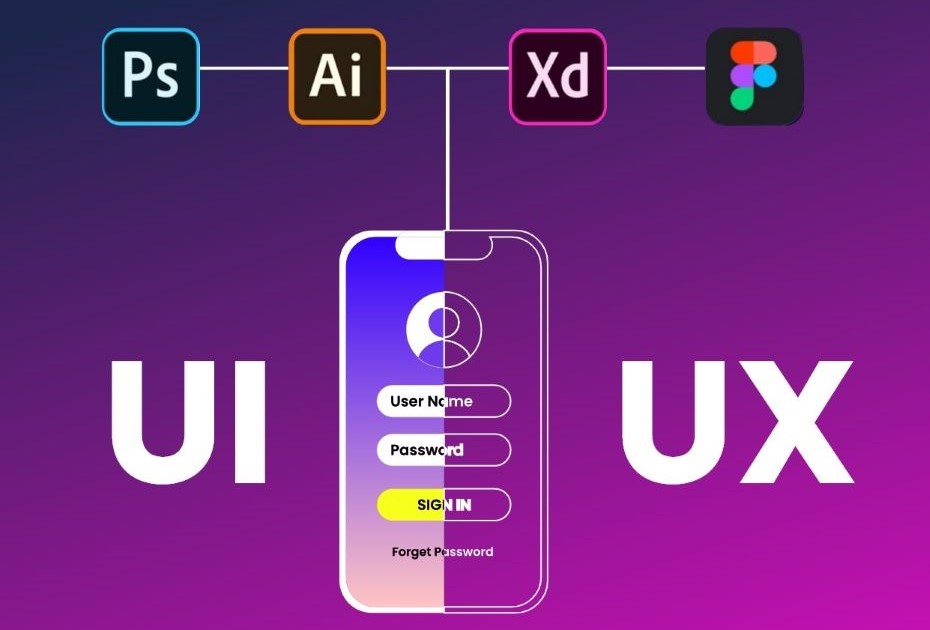 Ps Ai Xd
UI
UX
User Name
Password
SIGN IN
Forget Password